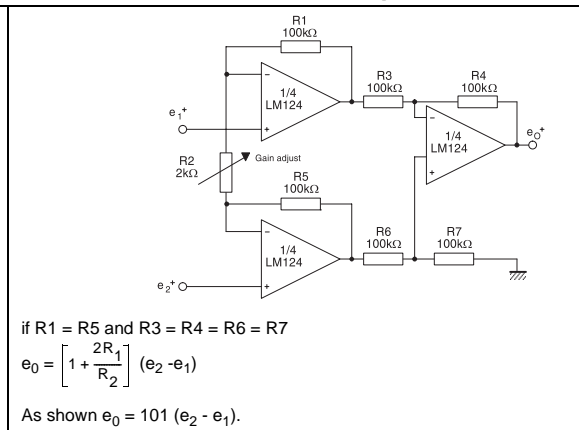 R1
100kΩ
1/4
LM124
R3
100kΩ
R4
100kΩ
e1+
1/4
LM124
eO+
R2
2kΩ
Gain adjust
R5
100kΩ
1/4
LM124
R6
100kΩ
R7
100kΩ
e2+
if R1 = R5 and R3 = R4 = R6 = R7
e0 = [1 + 2R1/R2] (e2 -e1)
As shown e0 = 101 (e2 - e1).